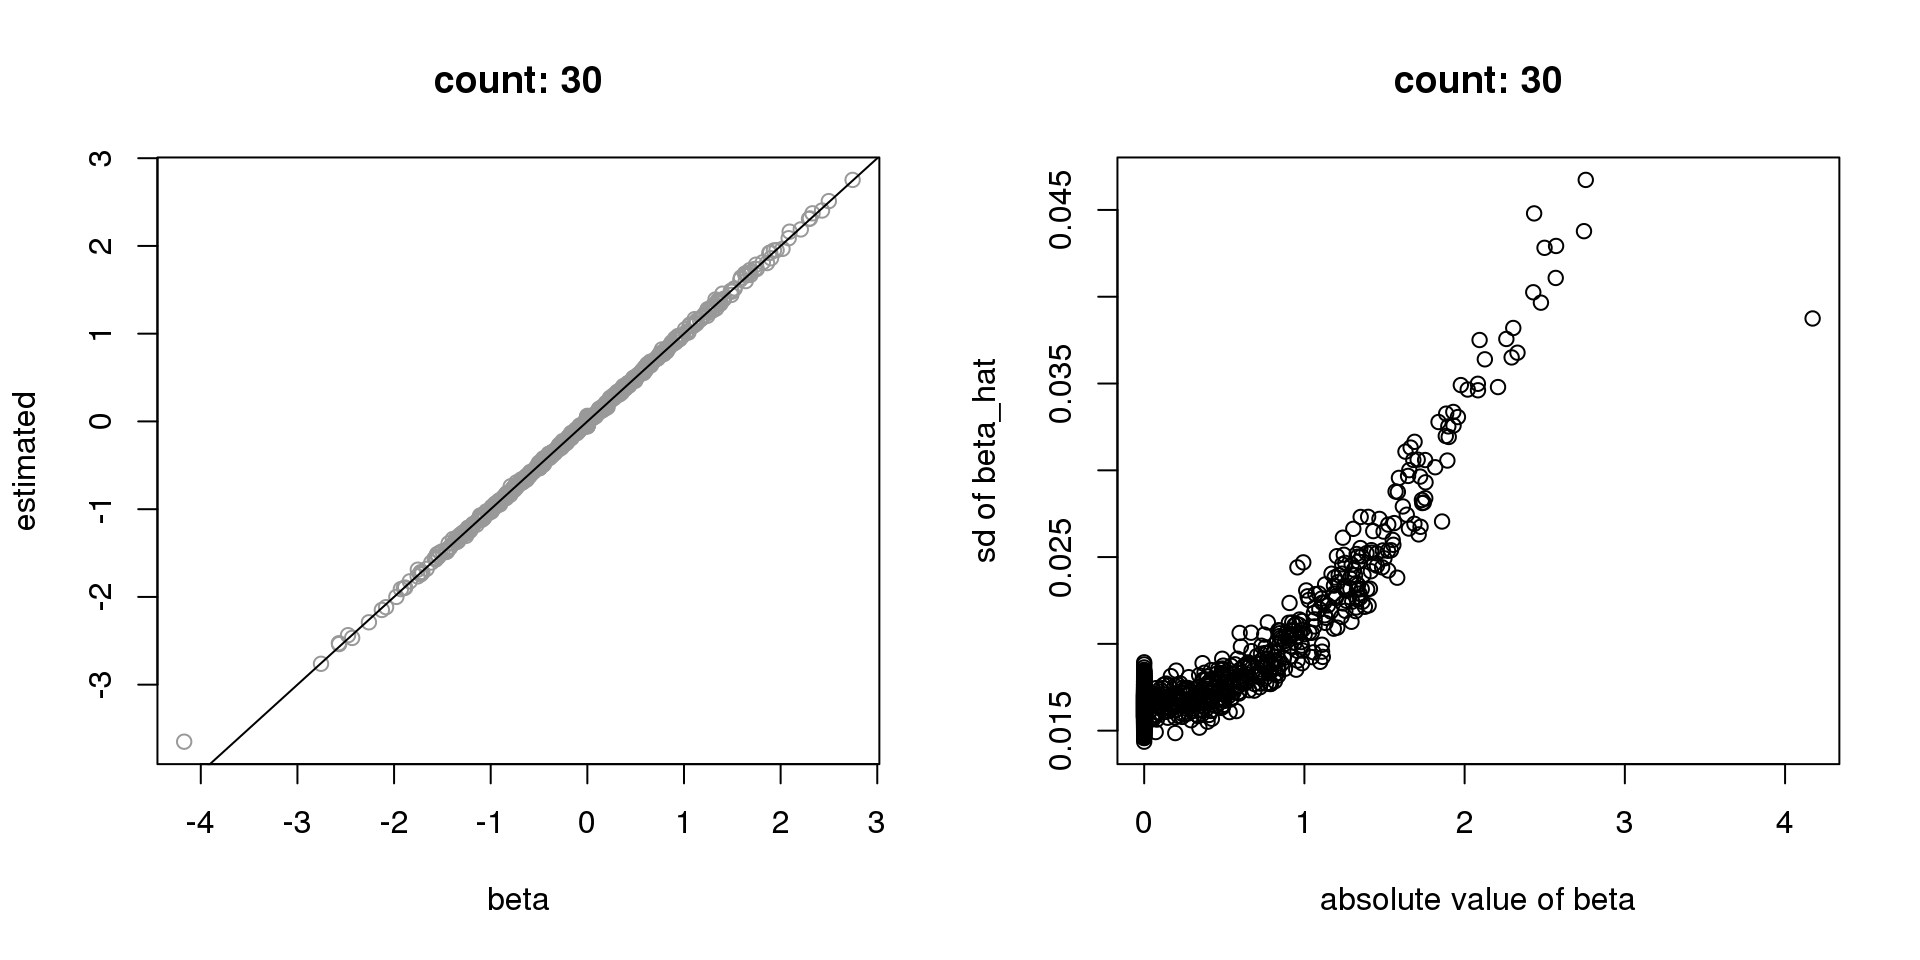 count: 30
3
2
1
0
-1
-2
-3
estimated
-4 -3 -2 -1 0 1 2 3
beta
count: 30
0.045
0.035
0.025
0.015
sd of beta_hat
0 1 2 3 4
absolute value of beta